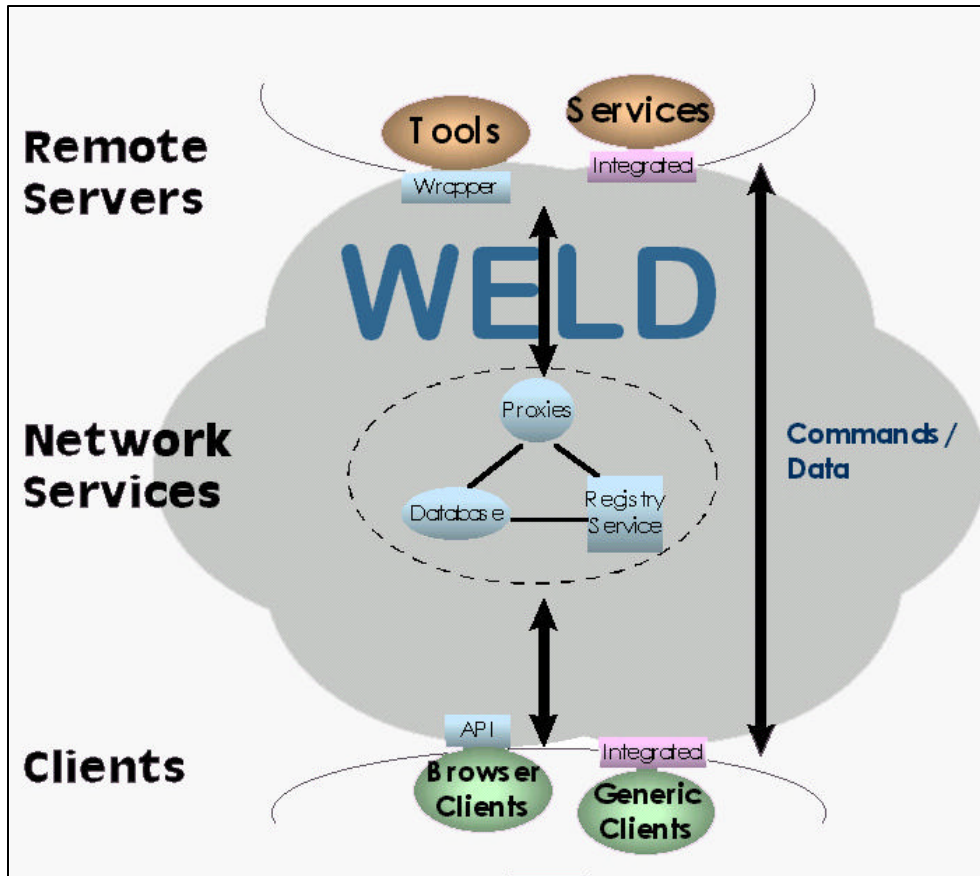 Services
Tools
Remote
Servers
Integrated
Wrapper
WELD
Proxies
Network
Services
Commands/
Data
Database
Registry
Service
API
Integrated
Clients
Browser
Clients
Generic
Clients